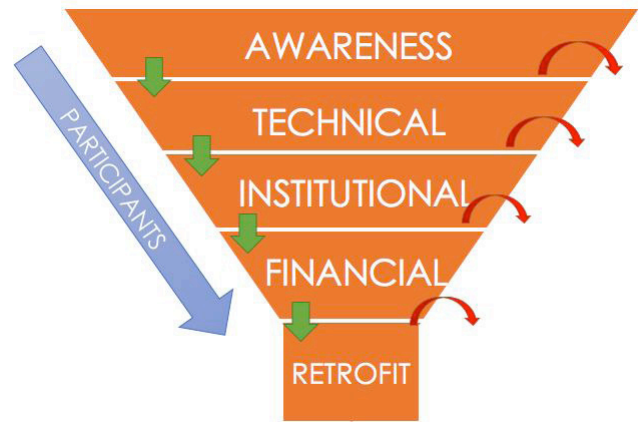 AWARENESS
TECHNICAL
INSTITUTIONAL
FINANCIAL
RETROFIT
PARTICIPANTS